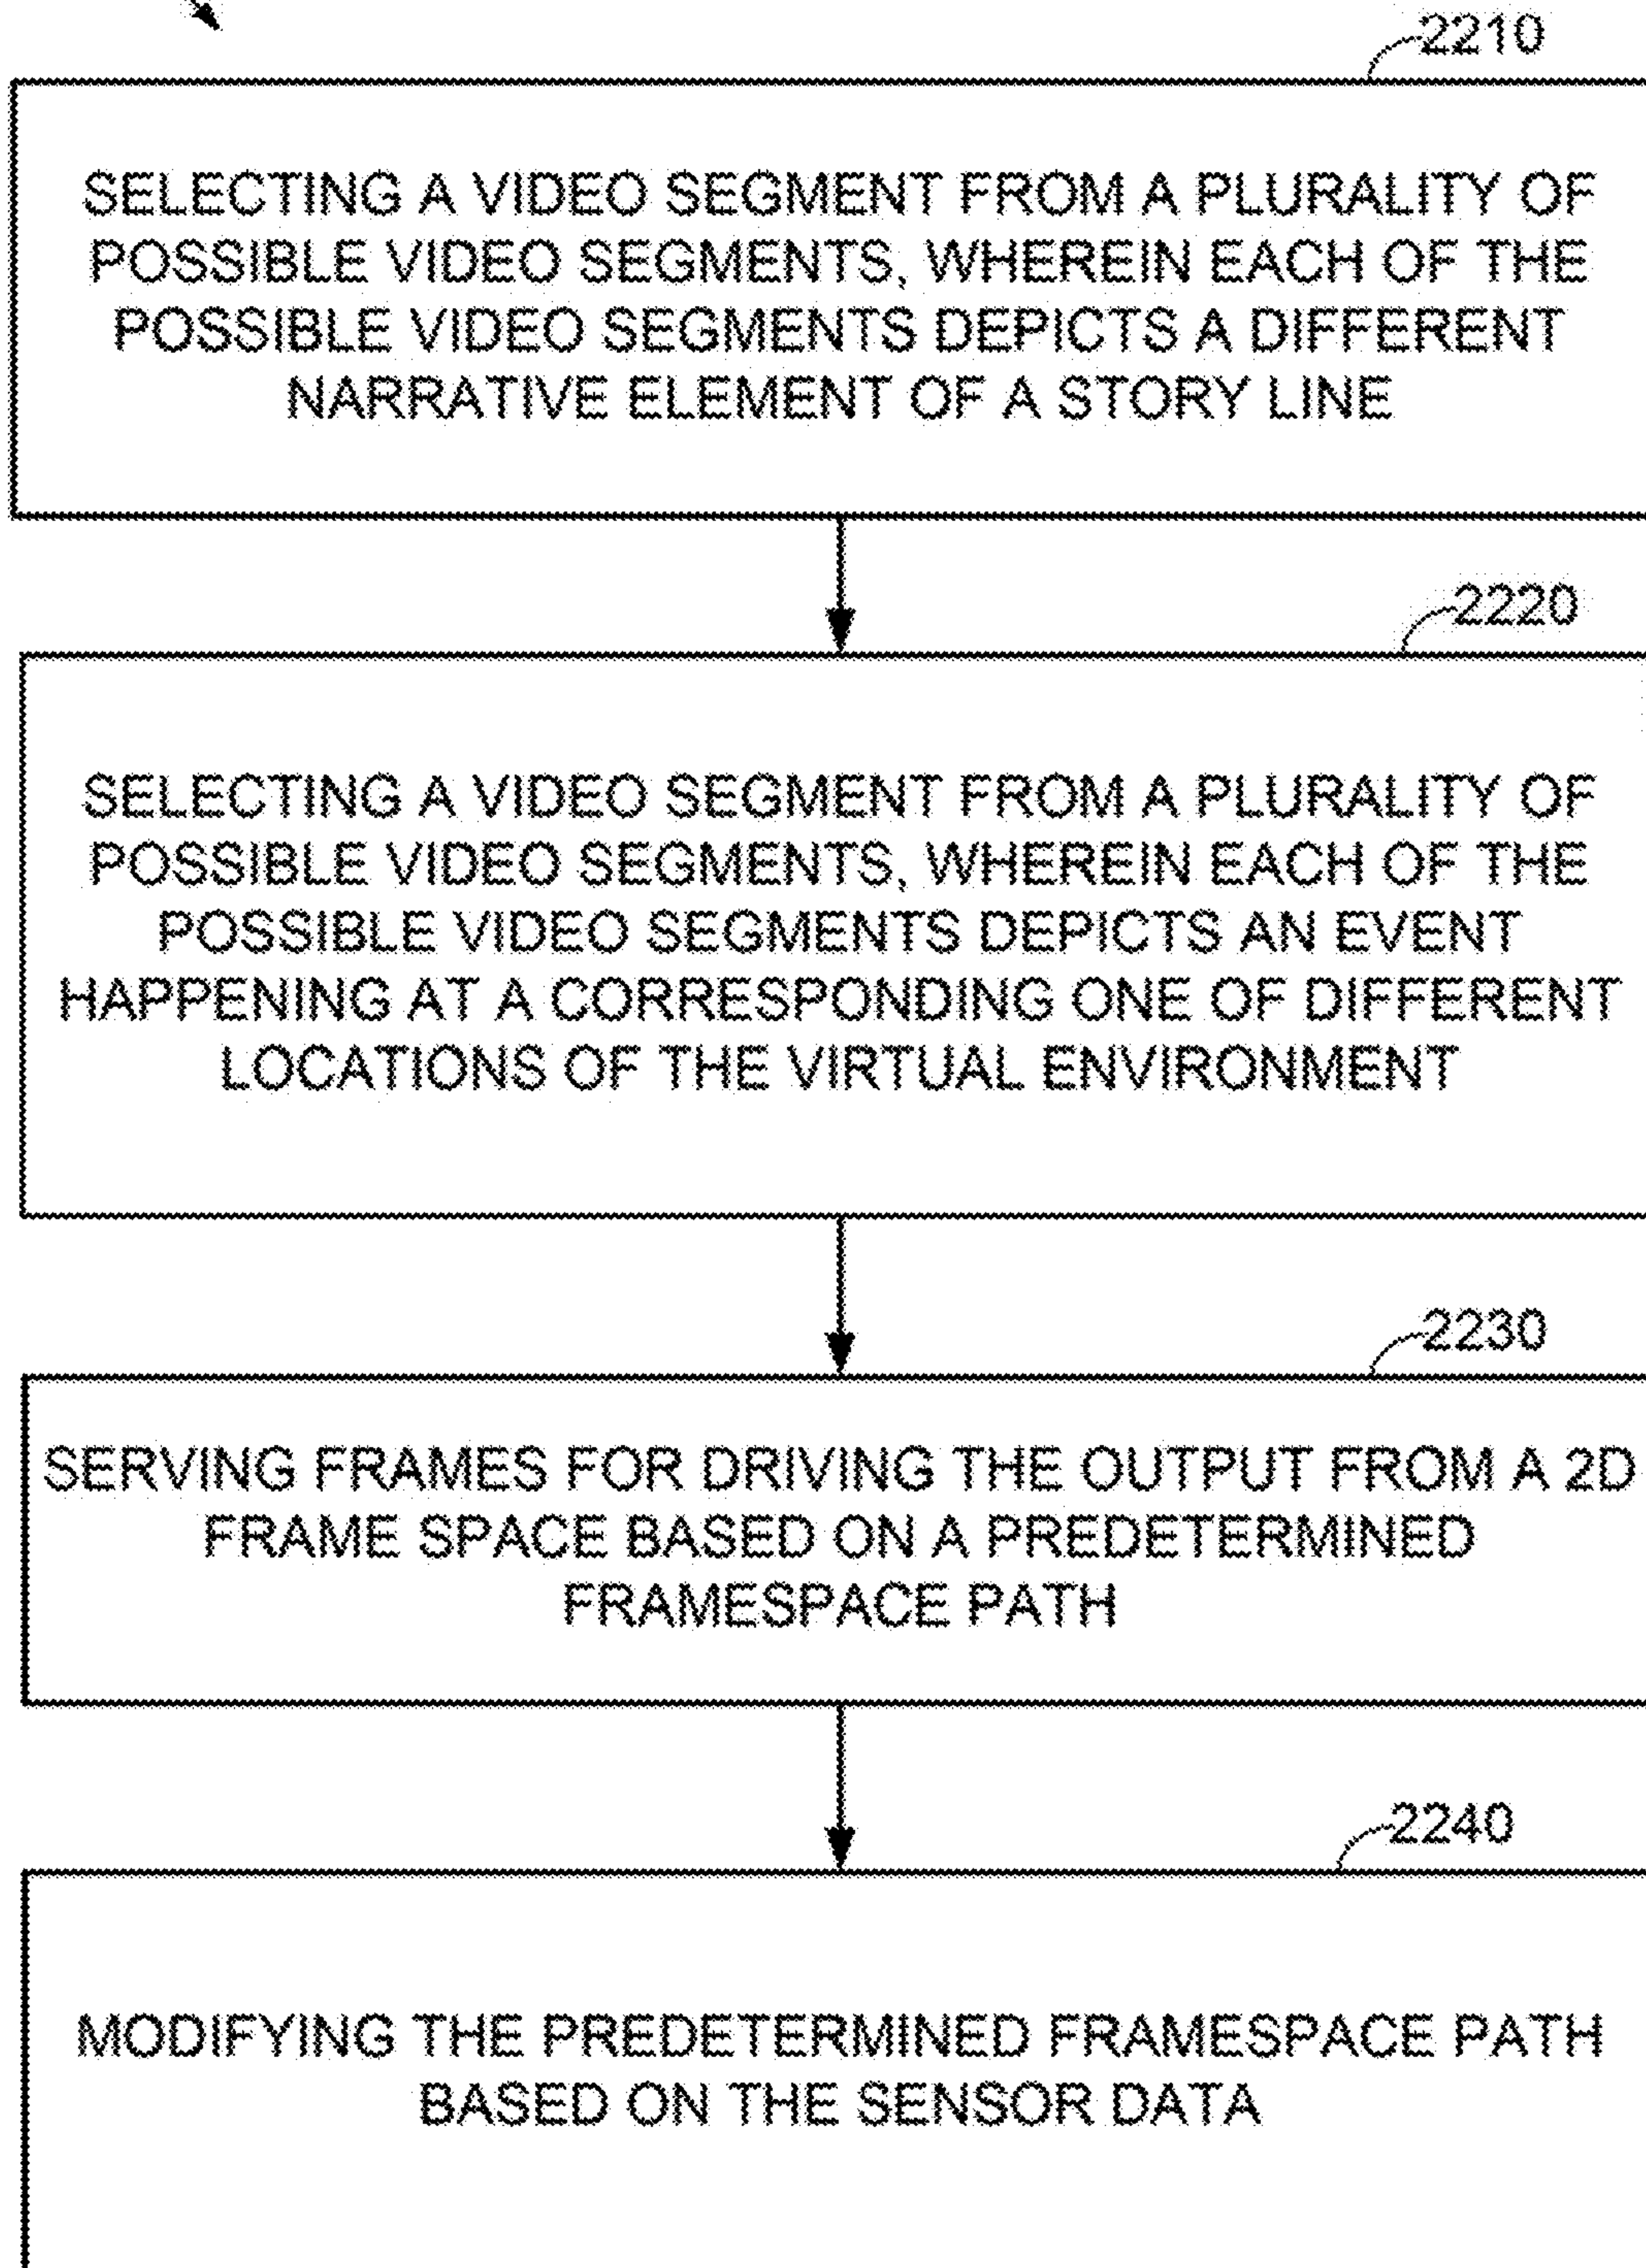 2210
SELECTING A VIDEO SEGMENT FROM A PLURALITY OF
POSSIBLE VIDEO SEGMENTS, WHEREIN EACH OF THE
POSSIBLE VIDEO SEGMENTS DEPICTS A DIFFERENT
NARRATIVE ELEMENT OF A STORY LINE
2220
SELECTING A VIDEO SEGMENT FROM A PLURALITY OF
POSSIBLE VIDEO SEGMENTS, WHEREIN EACH OF THE
POSSIBLE VIDEO SEGMENTS DEPICTS AN EVENT
HAPPENING AT A CORRESPONDING ONE OF DIFFERENT
LOCATIONS OF THE VIRTUAL ENVIRONMENT
2230
SERVING FRAMES FOR DRIVING THE OUTPUT FROM A 2D
FRAME SPACE BASED ON A PREDETERMINED
FRAMESPACE PATH
2240
MODIFYING THE PREDETERMINED FRAMESPACE PATH
BASED ON THE SENSOR DATA